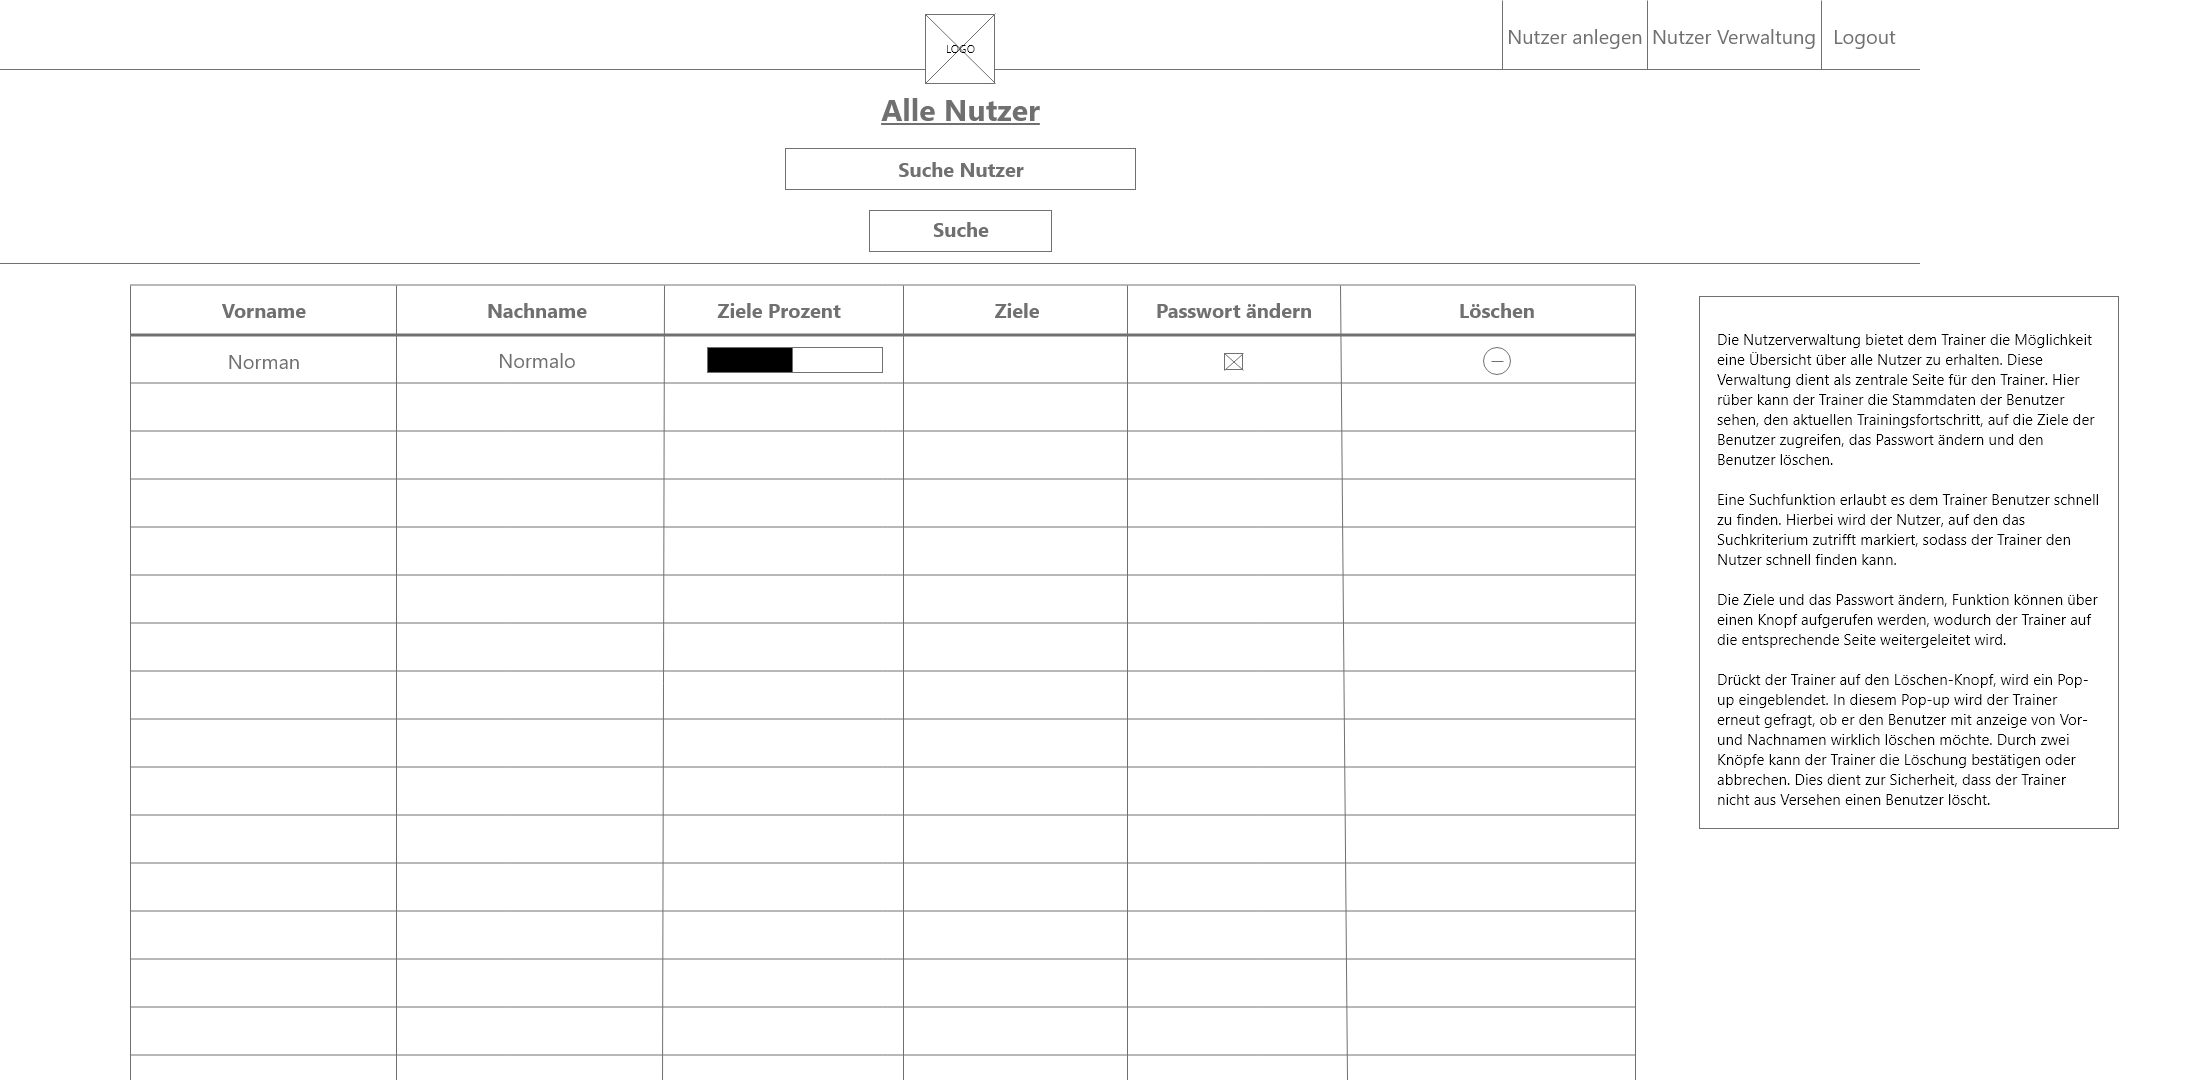 LOGO
Nutzer anlegen
Nutzer Verwaltung
Logout
Alle Nutzer
Suche Nutzer
Suche
Vorname
Nachname
Ziele Prozent
Ziele
Passwort ändern
Löschen
Norman
Normalo
Die Nutzerverwaltung bietet dem Trainer die Möglichkeit
eine Übersicht über alle Nutzer zu erhalten. Diese
Verwaltung dient als zentrale Seite für den Trainer. Hier
rüber kann der Trainer die Stammdaten der Benutzer
sehen, den aktuellen Trainingsfortschritt, auf die Ziele der
Benutzer zugreifen, das Passwort ändern und den
Benutzer löschen.
Eine Suchfunktion erlaubt es dem Trainer Benutzer schnell
zu finden. Hierbei wird der Nutzer, auf den das
Suchkriterium zutrifft markiert, sodass der Trainer den
Nutzer schnell finden kann.
Die Ziele und das Passwort ändern, Funktion können über
einen Knopf aufgerufen werden, wodurch der Trainer auf
die entsprechende Seite weitergeleitet wird.
Drückt der Trainer auf den Löschen-Knopf, wird ein Pop-
up eingeblendet. In diesem Pop-up wird der Trainer
erneut gefragt, ob er den Benutzer mit anzeige von Vor-
und Nachnamen wirklich löschen möchte. Durch zwei
Knöpfe kann der Trainer die Löschung bestätigen oder
abbrechen. Dies dient zur Sicherheit, dass der Trainer
nicht aus Versehen einen Benutzer löscht.